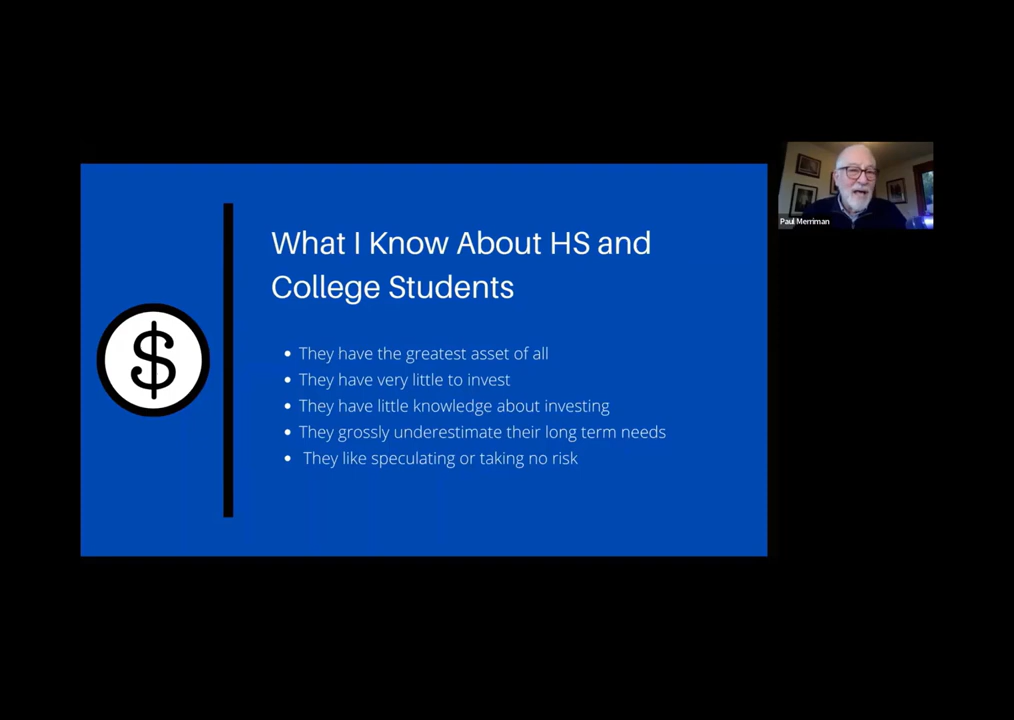 What I Know About HS and
College Students
They have the greatest asset of all
They have very little to invest
They have little knowledge about investing
They grossly underestimate their long term needs
They like speculating or taking no risk
$
Paul Merriman